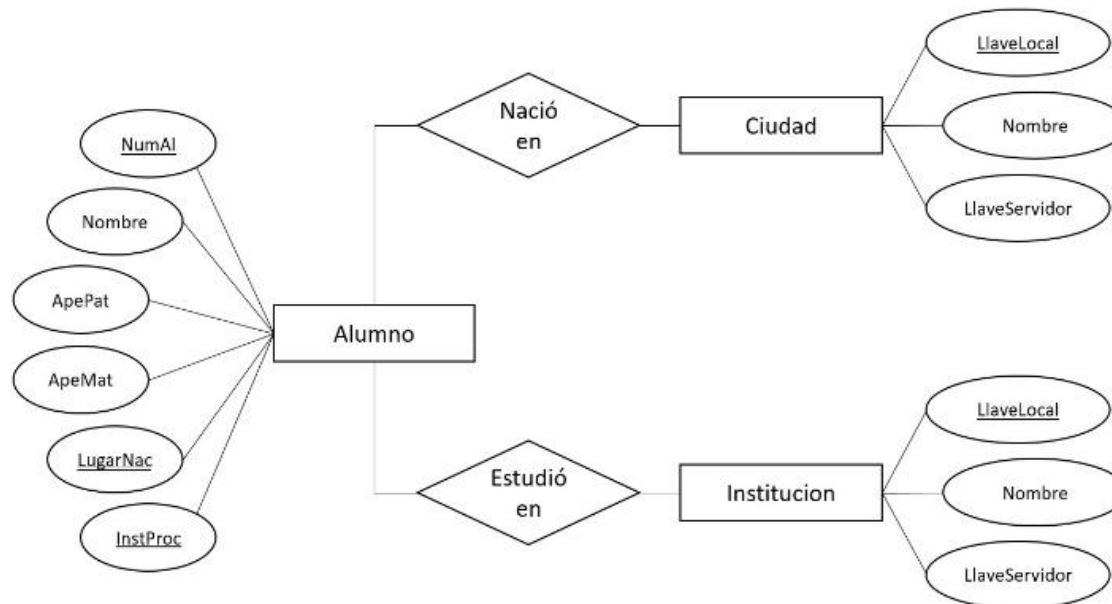 NumAl
Nombre
ApePat
ApeMat
LugarNac
InstProc
Alumno
Nació
en
Ciudad
LlaveLocal
Nombre
LlaveServidor
Estudió
en
Institucion
LlaveLocal
Nombre
LlaveServidor